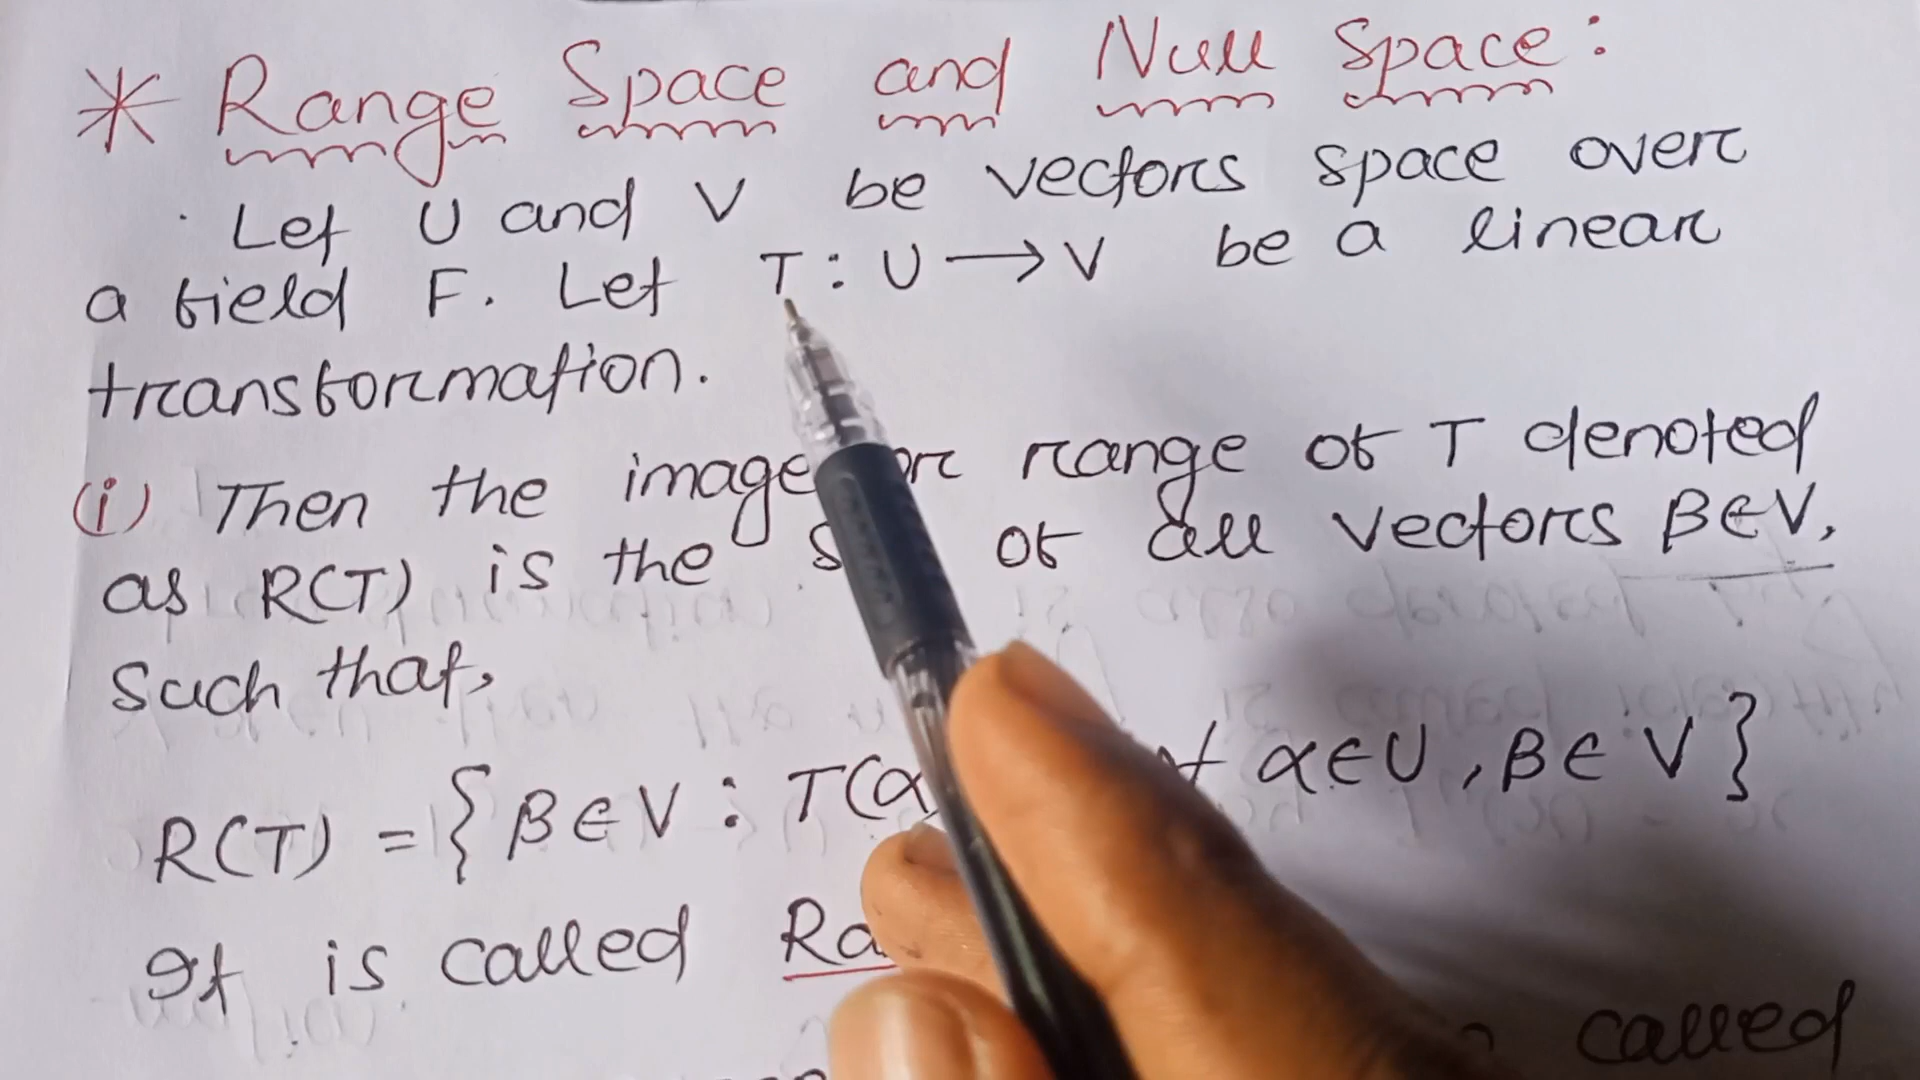 * Range Space and Null Space:
Let U and V be vectors space over
a field F. Let T : U → V be a linear
transformation.
(i) Then the image or range of T denoted
as R(T) is the of all vectors β∈V,
Such that,
R(T) = { β∈V : T(α α∈U, β∈V }
It is called
called